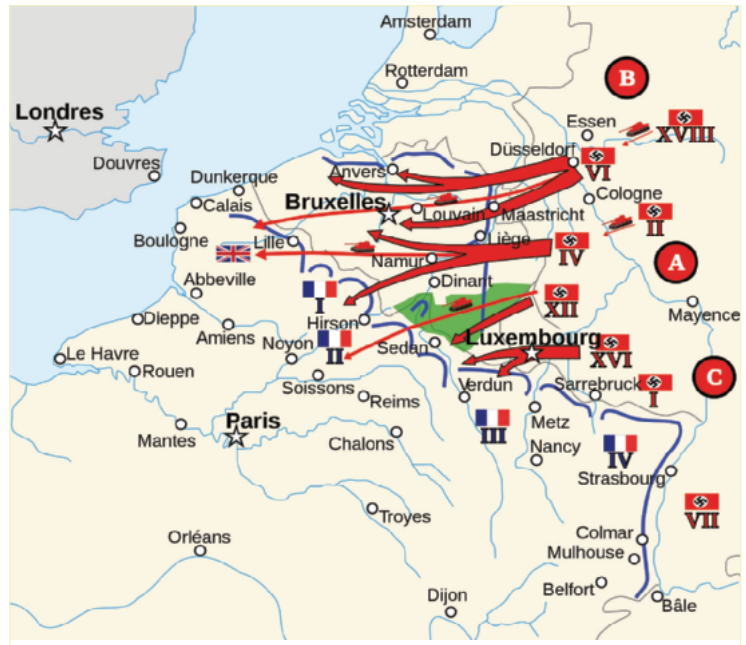 Amsterdam
Rotterdam
B
Londres
Essen
XVIII
Douvres
Düsseldorf
Anvers
VI
Dunkerque
Calais
Bruxelles
Louvain
Maastricht
Cologne
II
Boulogne
Lille
Liège
IV
Namur
A
Abbeville
Dinant
I
XII
Mayence
Dieppe
Amiens
Hirson
Noyon
II
Sedan
Luxembourg
XVI
Le Havre
Rouen
Soissons
Verdun
Sarrebruck
I
C
Reims
Paris
Mantes
Chalons
III
Metz
Nancy
IV
Strasbourg
Troyes
VII
Orléans
Colmar
Mulhouse
Belfort
Dijon
Bâle